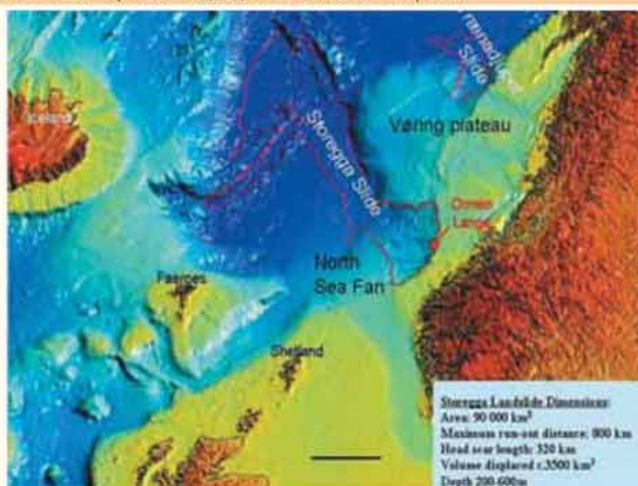 Slide
Iceland
Vøring plateau
Storegga Slide
Ormen
Lange
North
Sea Fan
Faeroes
Shetland
Storegga Landslide Dimensions:
Area: 90 000 km²
Maximum run-out distance: 800 km
Head scar length: 320 km
Volume displaced c.3500 km³
Depth 200-600m